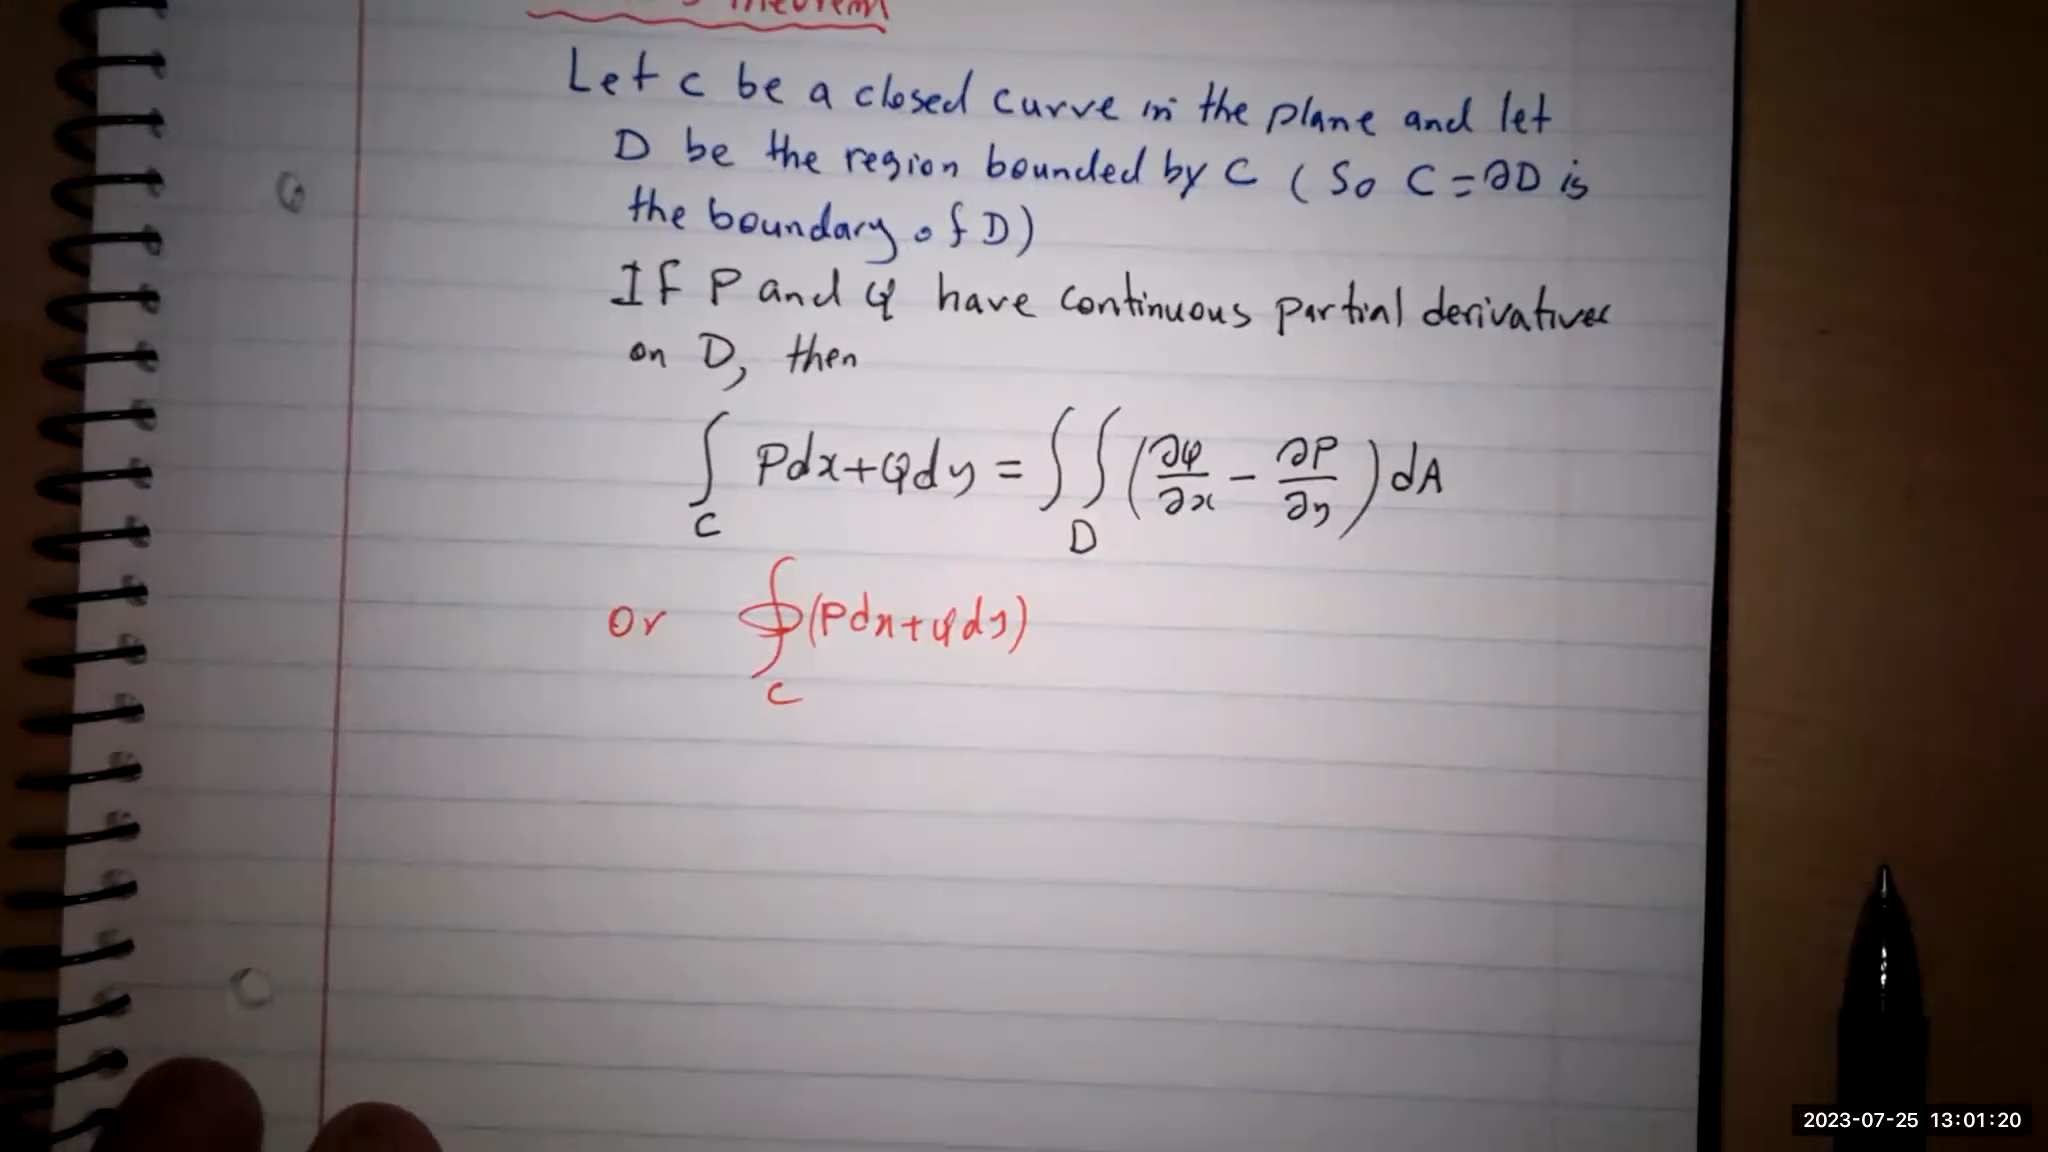 Theorem
Let c be a closed curve in the plane and let
D be the region bounded by C (So C=∂D is
the boundary of D)
If P and Q have continuous partial derivatives
on D, then
∫_C Pdx+Qdy = ∫∫_D (∂Q/∂x - ∂P/∂y) dA
Or ∮_C (Pdx+Qdy)
2023-07-25 13:01:20